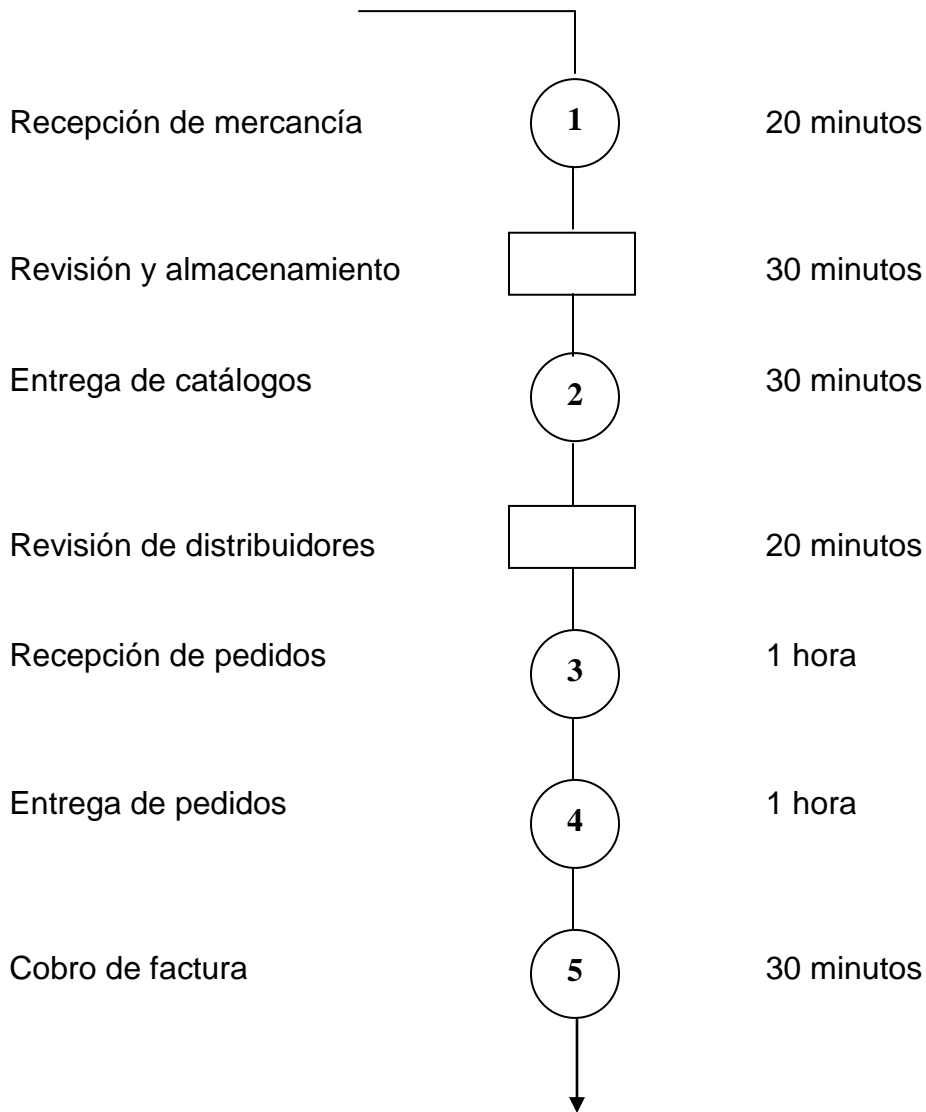 Recepción de mercancía 1 20 minutos
Revisión y almacenamiento 30 minutos
Entrega de catálogos 2 30 minutos
Revisión de distribuidores 20 minutos
Recepción de pedidos 3 1 hora
Entrega de pedidos 4 1 hora
Cobro de factura 5 30 minutos